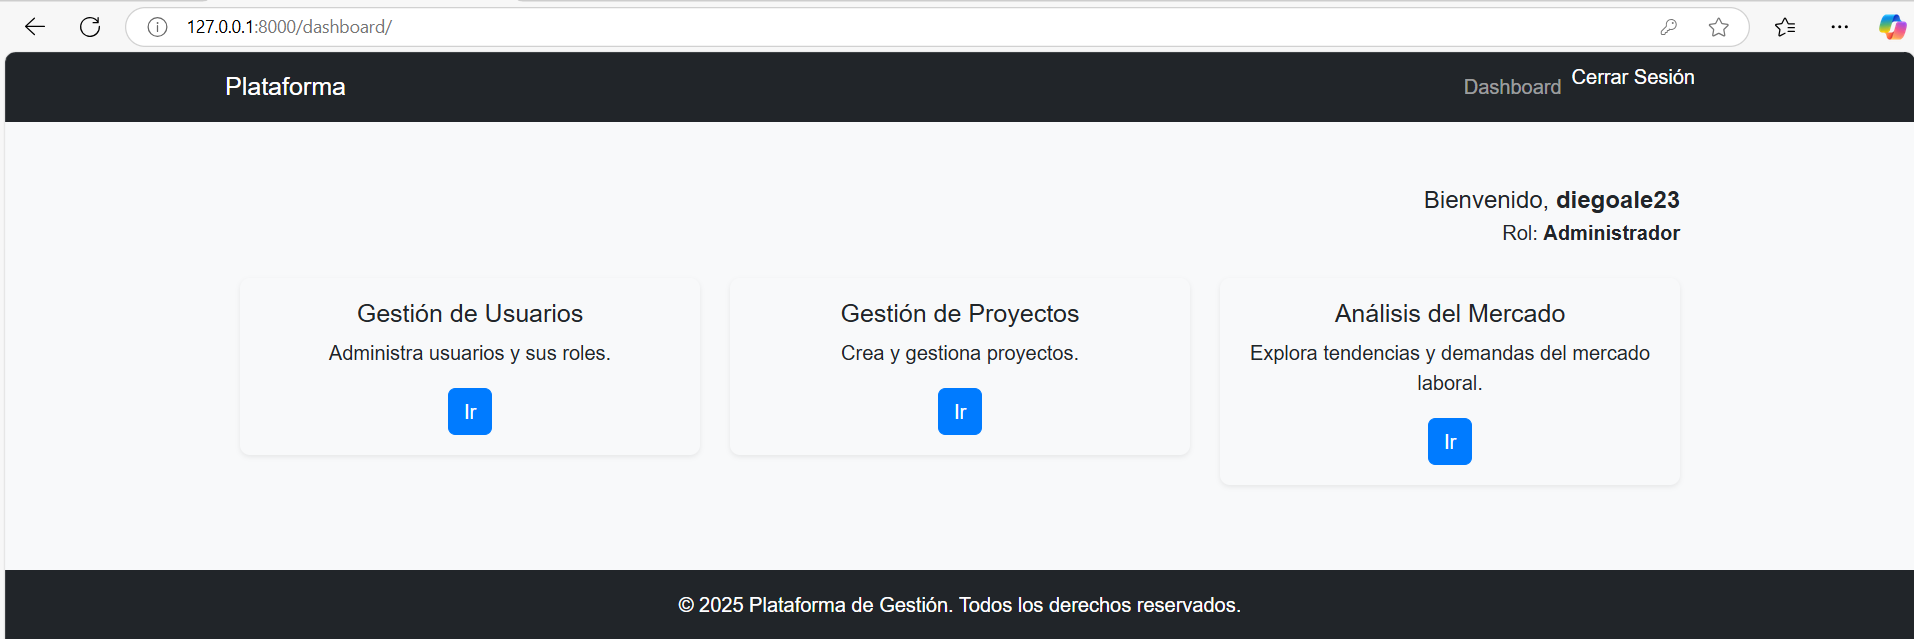 127.0.0.1:8000/dashboard/
Plataforma
Dashboard
Cerrar Sesión
Bienvenido, diegoale23
Rol: Administrador
Gestión de Usuarios
Administra usuarios y sus roles.
Ir
Gestión de Proyectos
Crea y gestiona proyectos.
Ir
Análisis del Mercado
Explora tendencias y demandas del mercado
laboral.
Ir
© 2025 Plataforma de Gestión. Todos los derechos reservados.